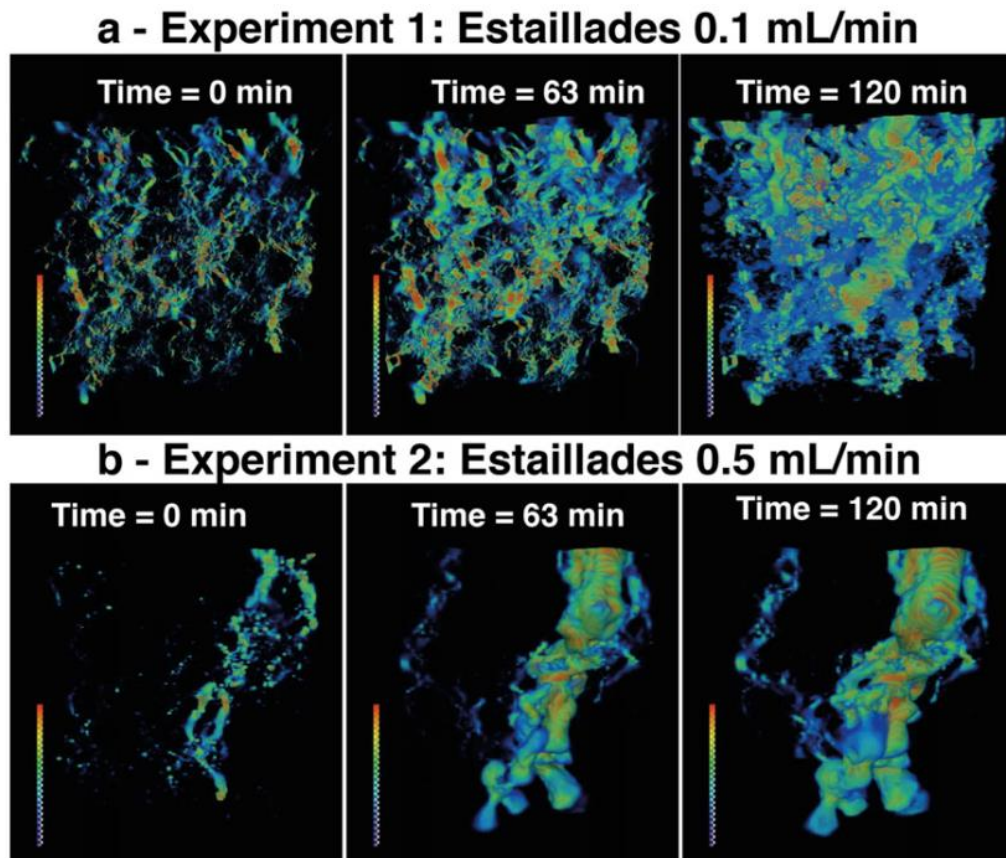 a - Experiment 1: Estaillades 0.1 mL/min
Time = 0 min
Time = 63 min
Time = 120 min
b - Experiment 2: Estaillades 0.5 mL/min
Time = 0 min
Time = 63 min
Time = 120 min